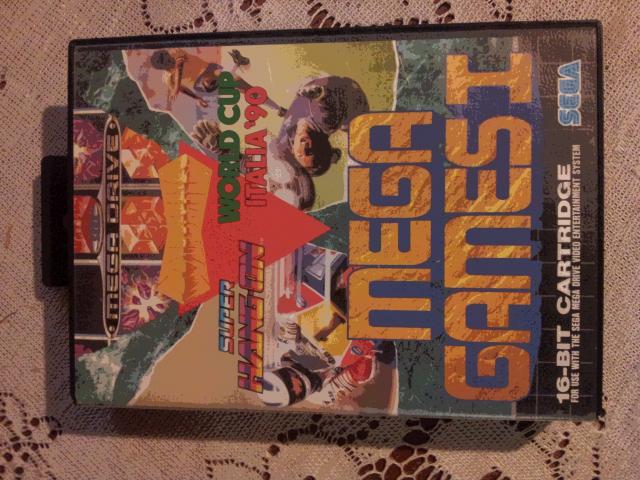 MEGA DRIVE
COLUMNS
SUPER
HANG-ON
WORLD CUP
ITALIA '90
MEGA
GAMES I
16-BIT CARTRIDGE
FOR USE WITH THE SEGA MEGA DRIVE VIDEO ENTERTAINMENT SYSTEM
SEGA